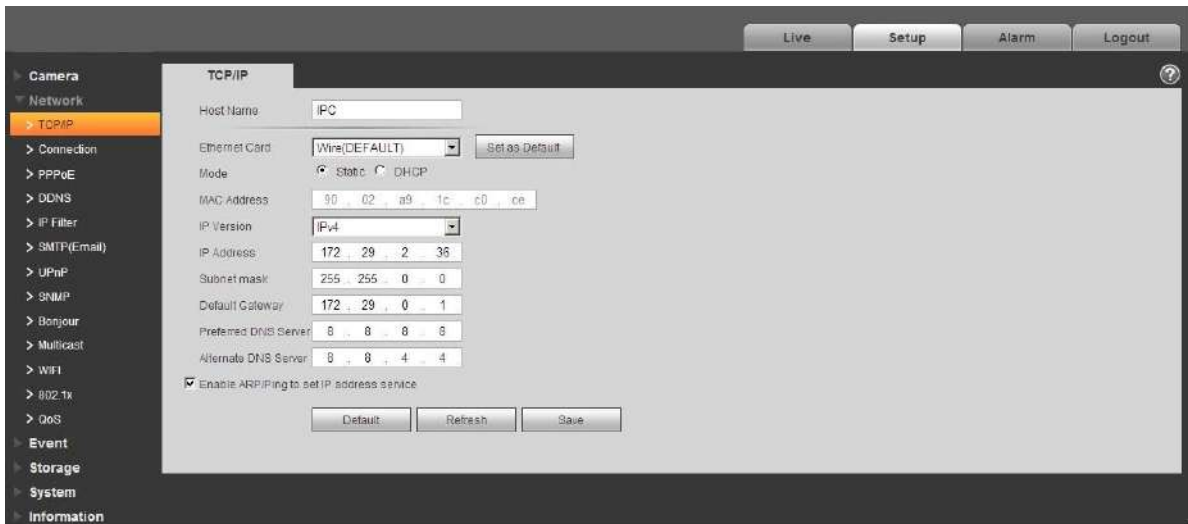 Live Setup Alarm Logout
Camera
Network
> TCP/IP
> Connection
> PPPoE
> DDNS
> IP Filter
> SMTP(Email)
> UPnP
> SNMP
> Bonjour
> Multicast
> WIFI
> 802.1x
> QoS
Event
Storage
System
Information
TCP/IP
?
Host Name IPC
Ethernet Card Wire(DEFAULT) Set as Default
Mode Static DHCP
MAC Address 90 . 02 . a9 . 1c . c0 . ce
IP Version IPv4
IP Address 172 . 29 . 2 . 36
Subnet mask 255 . 255 . 0 . 0
Default Gateway 172 . 29 . 0 . 1
Preferred DNS Server 8 . 8 . 8 . 8
Alternate DNS Server 8 . 8 . 4 . 4
Enable ARP/Ping to set IP address service
Default Refresh Save